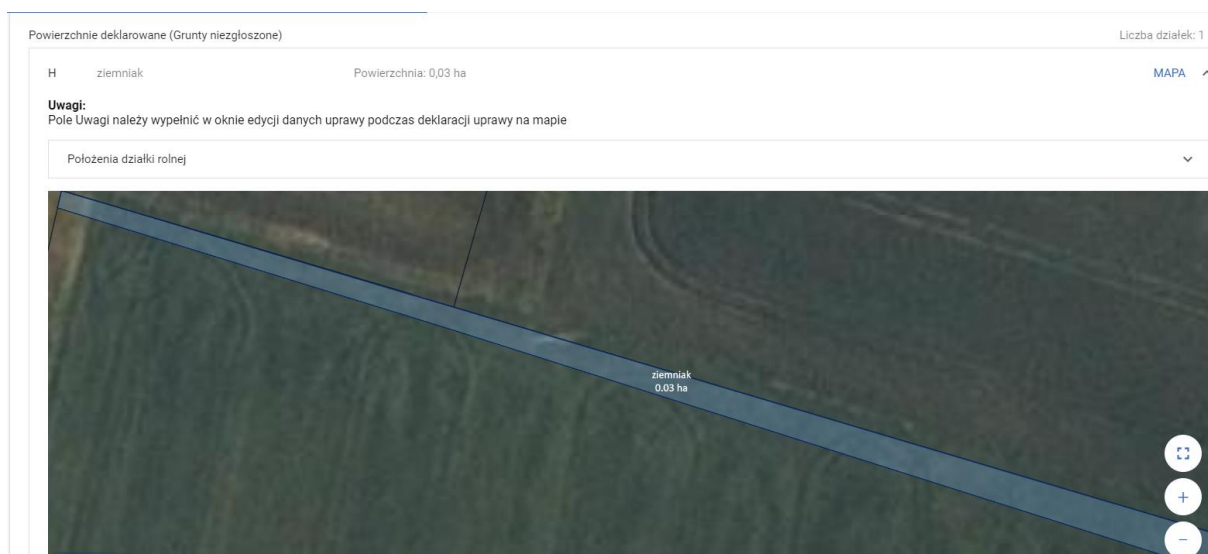 Powierzchnie deklarowane (Grunty niezgłoszone) Liczba działek: 1
H ziemniak Powierzchnia: 0,03 ha MAPA
Uwagi:
Pole Uwagi należy wypełnić w oknie edycji danych uprawy podczas deklaracji uprawy na mapie
Położenia działki rolnej
ziemniak
0.03 ha